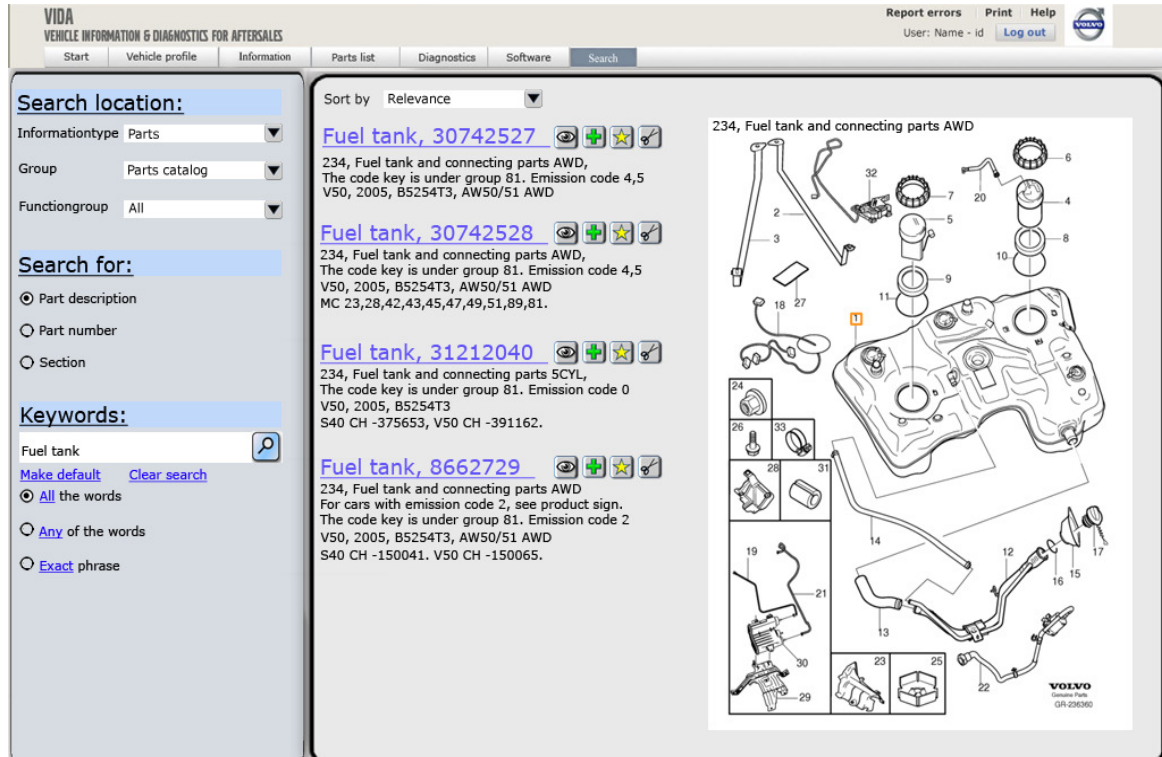 VIDA
VEHICLE INFORMATION & DIAGNOSTICS FOR AFTERSALES
Report errors Print Help
User: Name - id Log out
VOLVO
Start Vehicle profile Information Parts list Diagnostics Software Search
Search location:
Informationtype Parts
Group Parts catalog
Functiongroup All
Search for:
Part description
Part number
Section
Keywords:
Fuel tank
Make default Clear search
All the words
Any of the words
Exact phrase
Sort by Relevance
Fuel tank, 30742527
234, Fuel tank and connecting parts AWD,
The code key is under group 81. Emission code 4,5
V50, 2005, B5254T3, AW50/51 AWD
Fuel tank, 30742528
234, Fuel tank and connecting parts AWD,
The code key is under group 81. Emission code 4,5
V50, 2005, B5254T3, AW50/51 AWD
MC 23,28,42,43,45,47,49,51,89,81.
Fuel tank, 31212040
234, Fuel tank and connecting parts 5CYL,
The code key is under group 81. Emission code 0
V50, 2005, B5254T3
S40 CH -375653, V50 CH -391162.
Fuel tank, 8662729
234, Fuel tank and connecting parts AWD
For cars with emission code 2, see product sign.
The code key is under group 81. Emission code 2
V50, 2005, B5254T3, AW50/51 AWD
S40 CH -150041. V50 CH -150065.
234, Fuel tank and connecting parts AWD
6
32
20
7
4
2
5
3
8
10
9
11
18 27
1
24
26 33
28 31
14
19
12
17
15
16
21
13
30
23 25
29
22
VOLVO
Genuine Parts
GR-236360